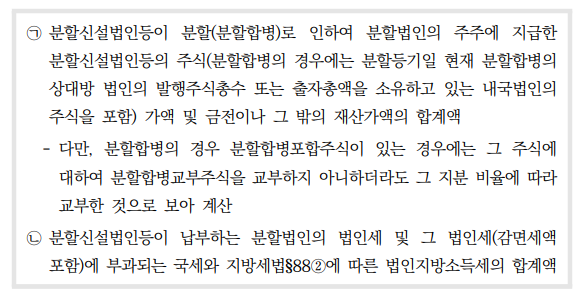 ㉠ 분할신설법인등이 분할(분할합병)로 인하여 분할법인의 주주에 지급한
분할신설법인등의 주식(분할합병의 경우에는 분할등기일 현재 분할합병의
상대방 법인의 발행주식총수 또는 출자총액을 소유하고 있는 내국법인의
주식을 포함) 가액 및 금전이나 그 밖의 재산가액의 합계액
- 다만, 분할합병의 경우 분할합병포합주식이 있는 경우에는 그 주식에
대하여 분할합병교부주식을 교부하지 아니하더라도 그 지분 비율에 따라
교부한 것으로 보아 계산
㉡ 분할신설법인등이 납부하는 분할법인의 법인세 및 그 법인세(감면세액
포함)에 부과되는 국세와 지방세법§88②에 따른 법인지방소득세의 합계액